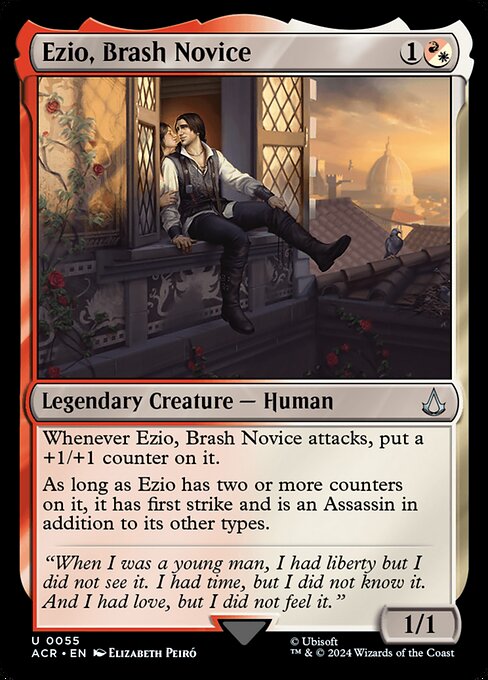 Ezio, Brash Novice 1
Legendary Creature — Human
Whenever Ezio, Brash Novice attacks, put a
+1/+1 counter on it.
As long as Ezio has two or more counters
on it, it has first strike and is an Assassin in
addition to its other types.
“When I was a young man, I had liberty but I
did not see it. I had time, but I did not know it.
And I had love, but I did not feel it.”
1/1
U 0055
ACR • EN Elizabeth Peiró
© Ubisoft
™ & © 2024 Wizards of the Coast